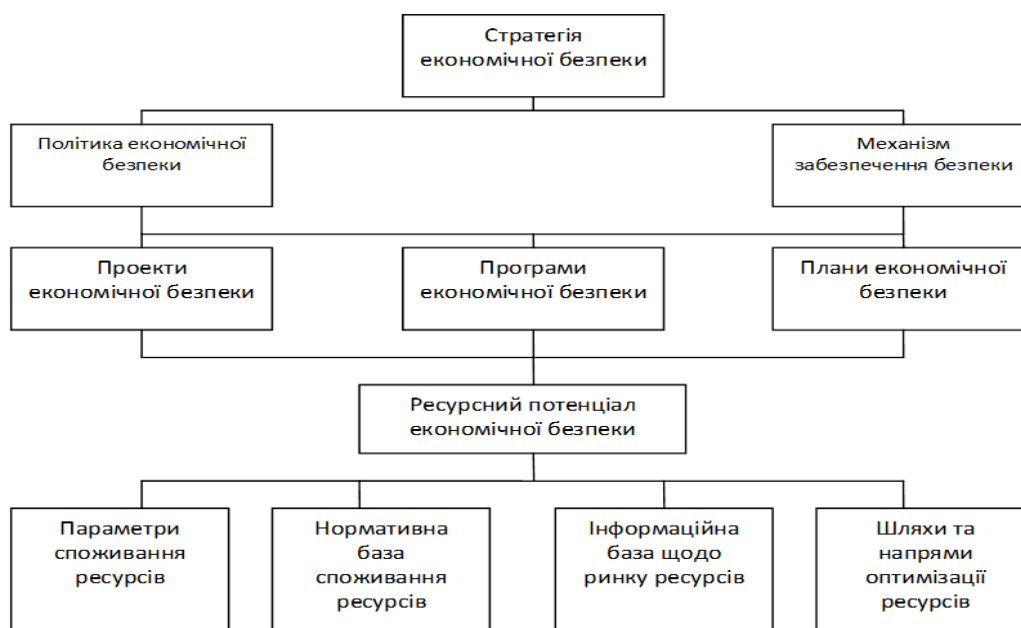 Стратегія
економічної безпеки
Політика економічної
безпеки
Механізм
забезпечення безпеки
Проекти
економічної безпеки
Програми
економічної безпеки
Плани економічної
безпеки
Ресурсний потенціал
економічної безпеки
Параметри
споживання
ресурсів
Нормативна
база
споживання
ресурсів
Інформаційна
база щодо
ринку ресурсів
Шляхи та
напрями
оптимізації
ресурсів